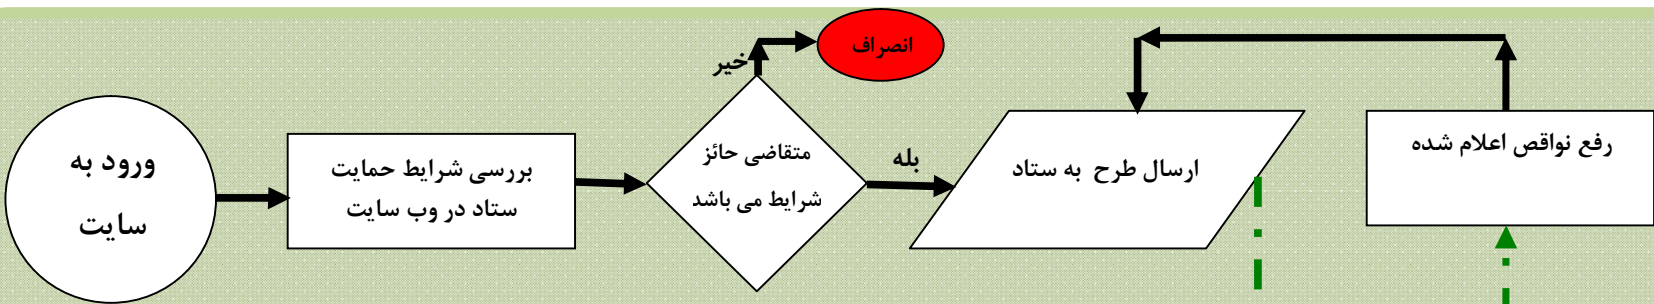 ورود به
سایت
بررسی شرایط حمایت
ستاد در وب سایت
متقاضی حائز
شرایط می باشد
خیر
انصراف
بله
ارسال طرح به ستاد
رفع نواقص اعلام شده